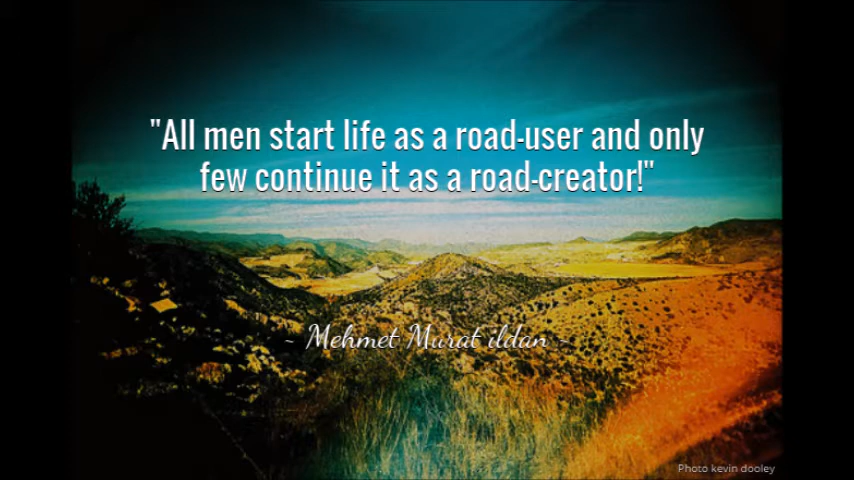 "All men start life as a road-user and only
few continue it as a road-creator!"
~ Mehmet Murat ildan ~
Photo kevin dooley